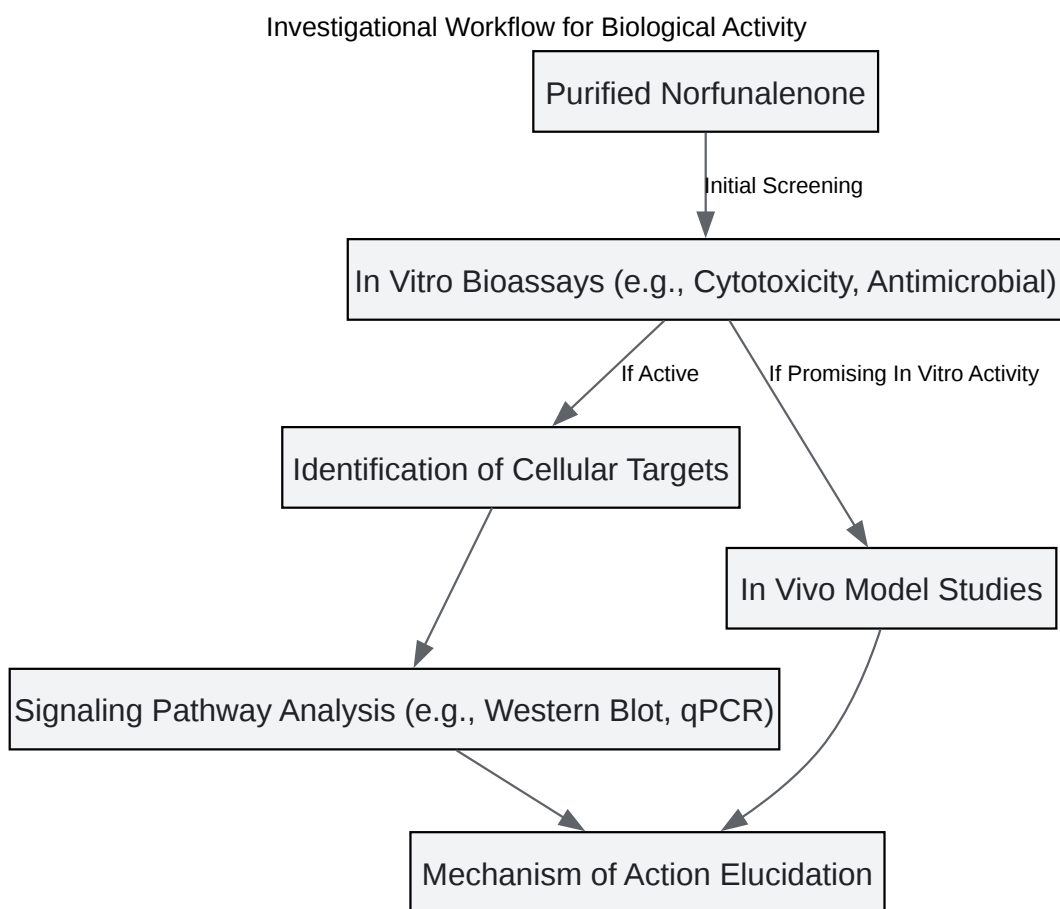 Investigational Workflow for Biological Activity
Purified Norfunalenone
Initial Screening
In Vitro Bioassays (e.g., Cytotoxicity, Antimicrobial)
If Active
If Promising In Vitro Activity
Identification of Cellular Targets
In Vivo Model Studies
Signaling Pathway Analysis (e.g., Western Blot, qPCR)
Mechanism of Action Elucidation